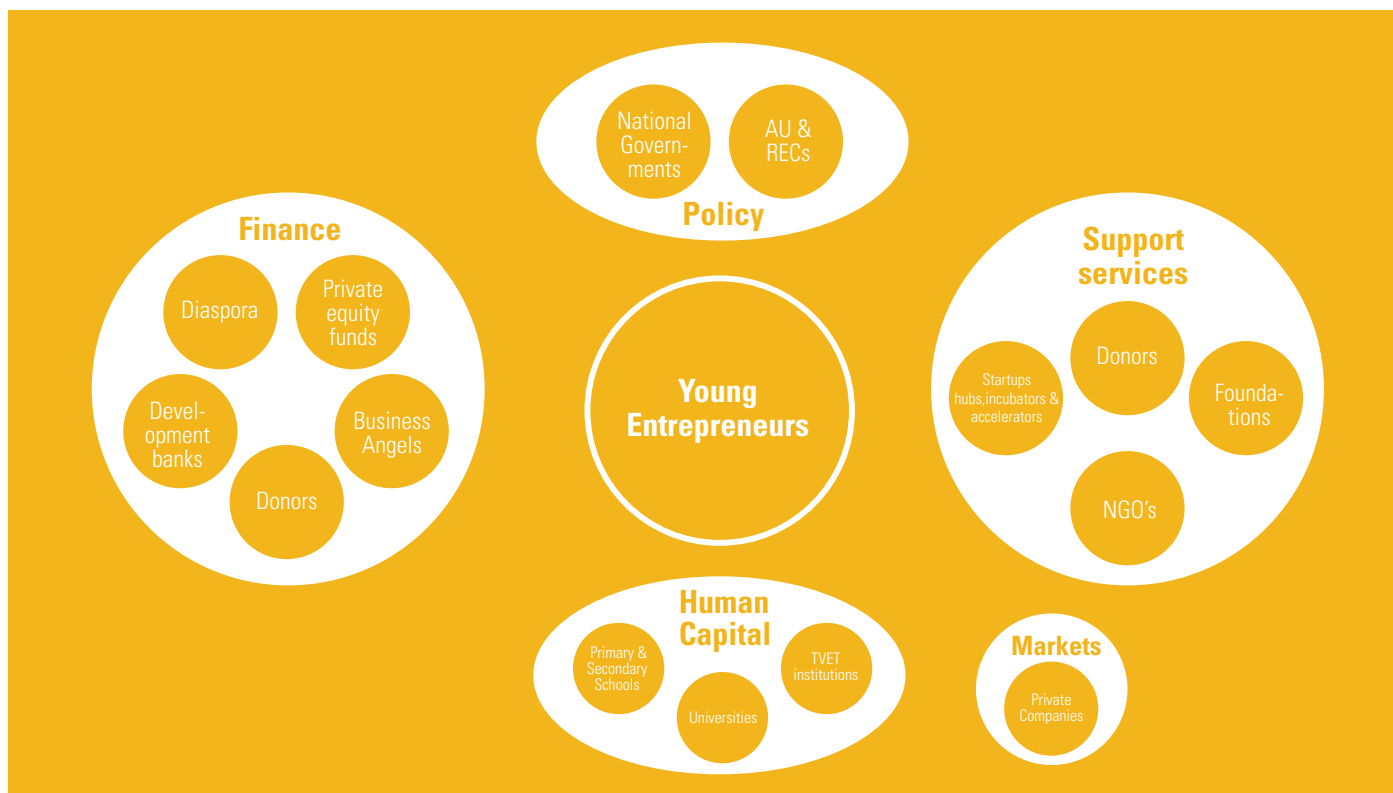 National
Govern-
ments
AU &
RECs
Policy
Finance
Diaspora
Private
equity
funds
Devel-
opment
banks
Business
Angels
Donors
Young
Entrepreneurs
Support
services
Donors
Startups
hubs,incubators &
accelerators
Founda-
tions
NGO's
Human
Capital
Primary &
Secondary
Schools
Universities
TVET
institutions
Markets
Private
Companies